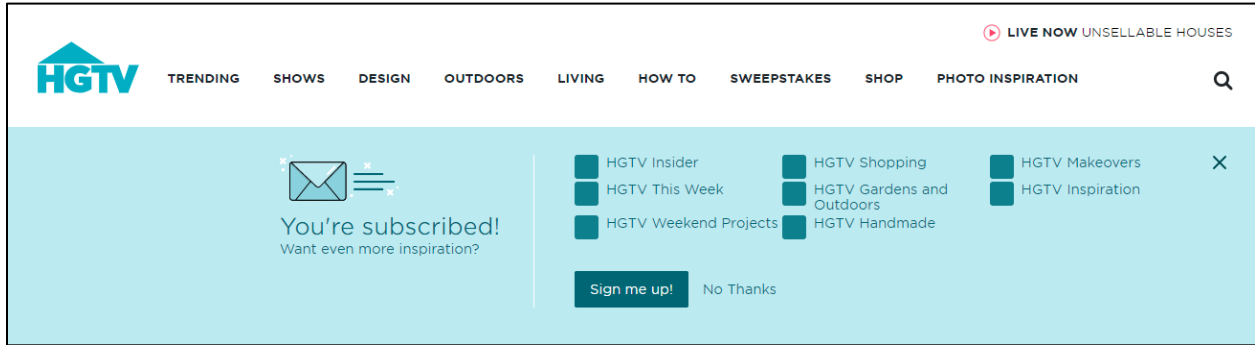 LIVE NOW UNSELLABLE HOUSES
HGTV
TRENDING SHOWS DESIGN OUTDOORS LIVING HOW TO SWEEPSTAKES SHOP PHOTO INSPIRATION
You're subscribed!
Want even more inspiration?
HGTV Insider
HGTV This Week
HGTV Weekend Projects
HGTV Shopping
HGTV Gardens and
Outdoors
HGTV Handmade
HGTV Makeovers
HGTV Inspiration
Sign me up! No Thanks